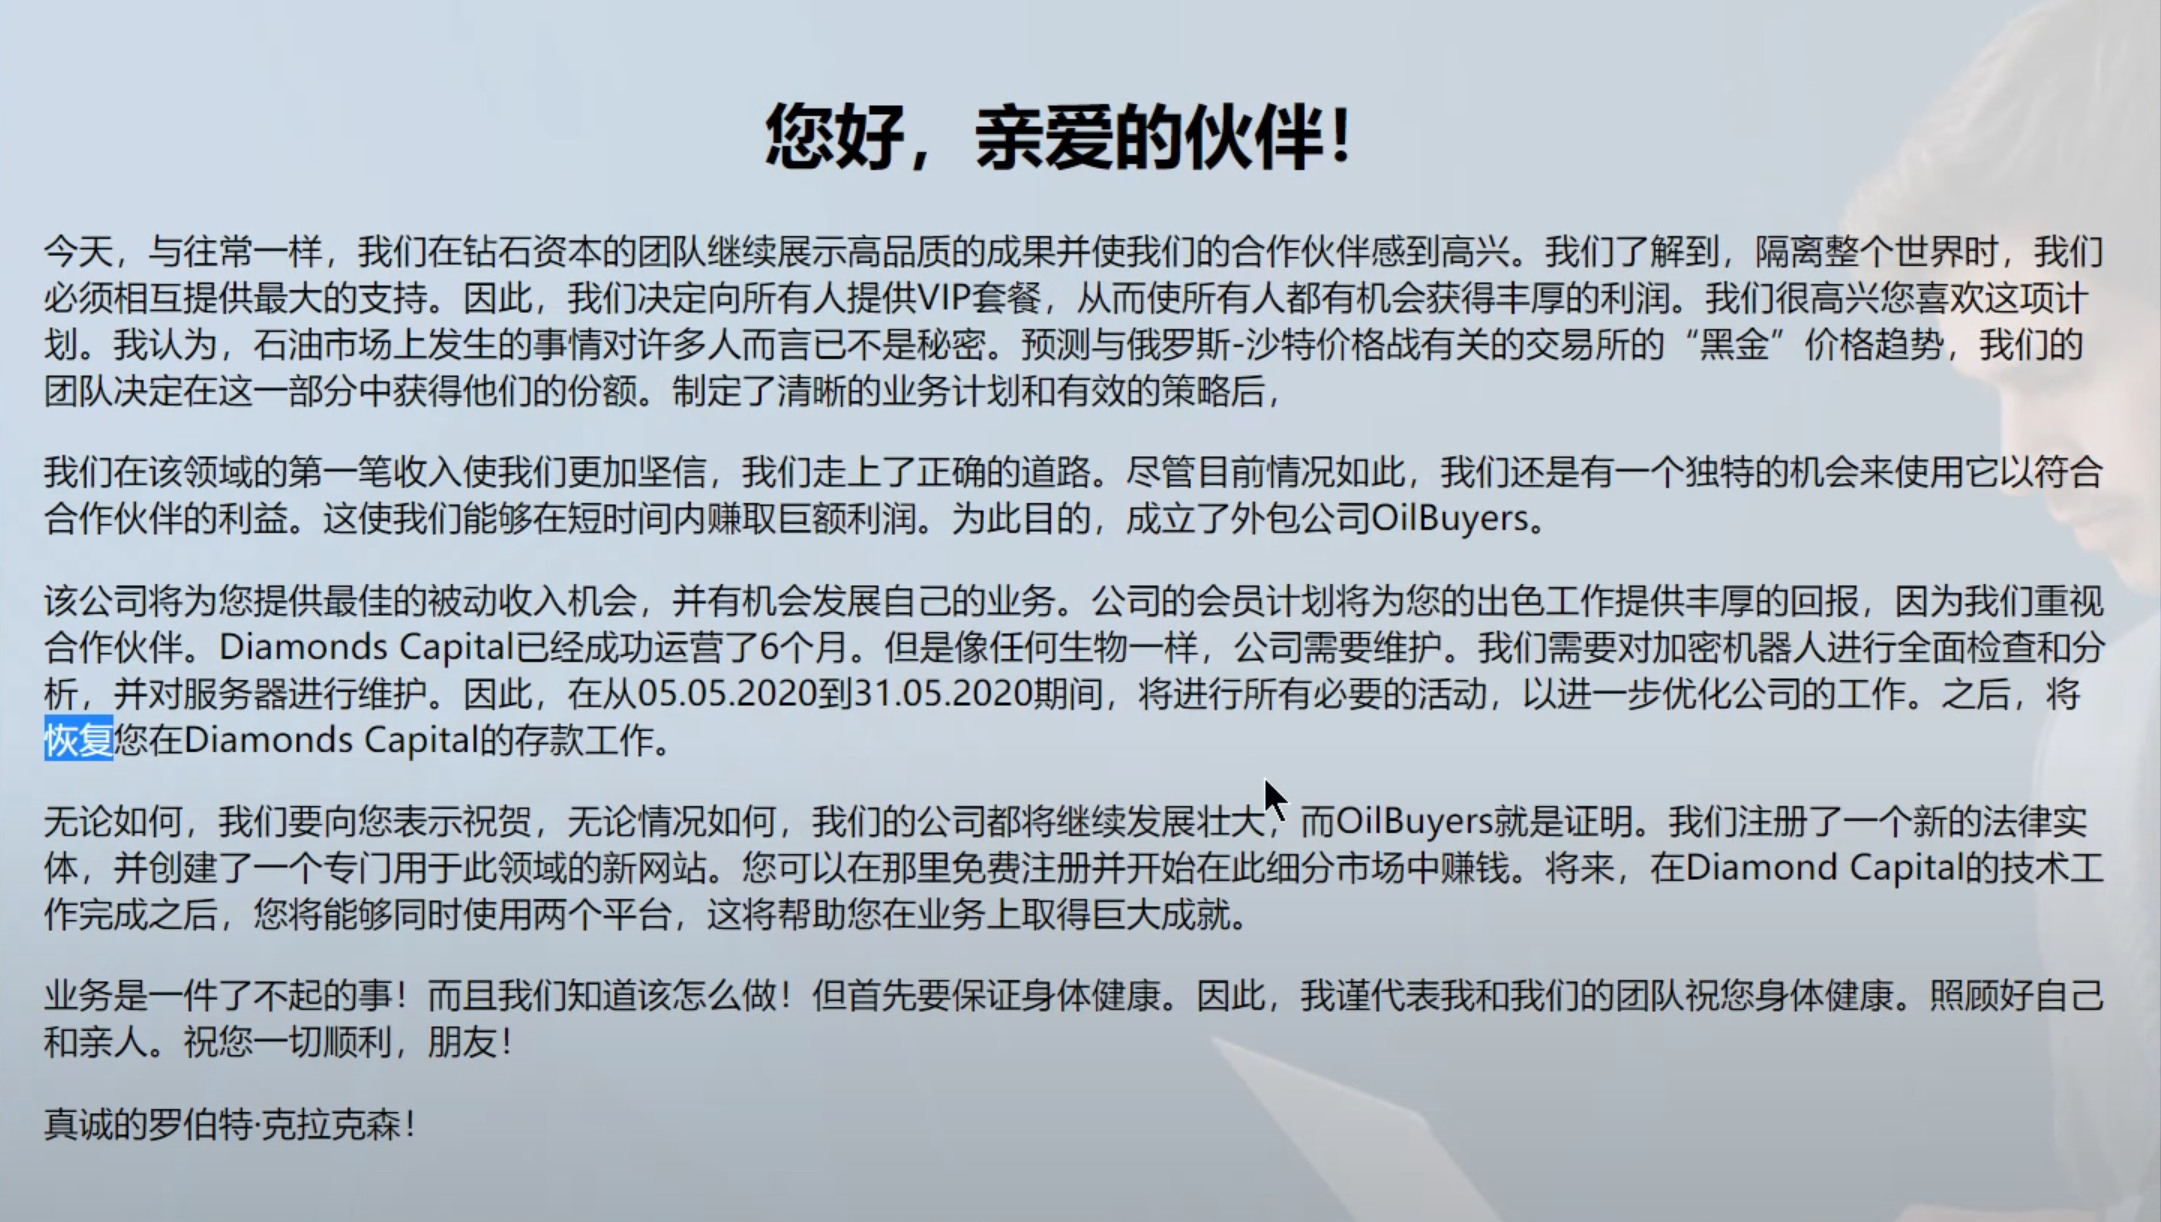 您好，亲爱的伙伴！
今天，与往常一样，我们在钻石资本的团队继续展示高品质的成果并使我们的合作伙伴感到高兴。我们了解到，隔离整个世界时，我们
必须相互提供最大的支持。因此，我们决定向所有人提供VIP套餐，从而使所有人都有机会获得丰厚的利润。我们很高兴您喜欢这项计
划。我认为，石油市场上发生的事情对许多人而言已不是秘密。预测与俄罗斯-沙特价格战有关的交易所的“黑金”价格趋势，我们的
团队决定在这一部分中获得他们的份额。制定了清晰的业务计划和有效的策略后，
我们在该领域的第一笔收入使我们更加坚信，我们走上了正确的道路。尽管目前情况如此，我们还是有一个独特的机会来使用它以符合
合作伙伴的利益。这使我们能够在短时间内赚取巨额利润。为此目的，成立了外包公司OilBuyers。
该公司将为您提供最佳的被动收入机会，并有机会发展自己的业务。公司的会员计划将为您的出色工作提供丰厚的回报，因为我们重视
合作伙伴。Diamonds Capital已经成功运营了6个月。但是像任何生物一样，公司需要维护。我们需要对加密机器人进行全面检查和分
析，并对服务器进行维护。因此，在从05.05.2020到31.05.2020期间，将进行所有必要的活动，以进一步优化公司的工作。之后，将
恢复您在Diamonds Capital的存款工作。
无论如何，我们要向您表示祝贺，无论情况如何，我们的公司都将继续发展壮大，而OilBuyers就是证明。我们注册了一个新的法律实
体，并创建了一个专门用于此领域的新网站。您可以在那里免费注册并开始在此细分市场中赚钱。将来，在Diamond Capital的技术工
作完成之后，您将能够同时使用两个平台，这将帮助您在业务上取得巨大成就。
业务是一件了不起的事！而且我们知道该怎么做！但首先要保证身体健康。因此，我谨代表我和我们的团队祝您身体健康。照顾好自己
和亲人。祝您一切顺利，朋友！
真诚的罗伯特·克拉克森！